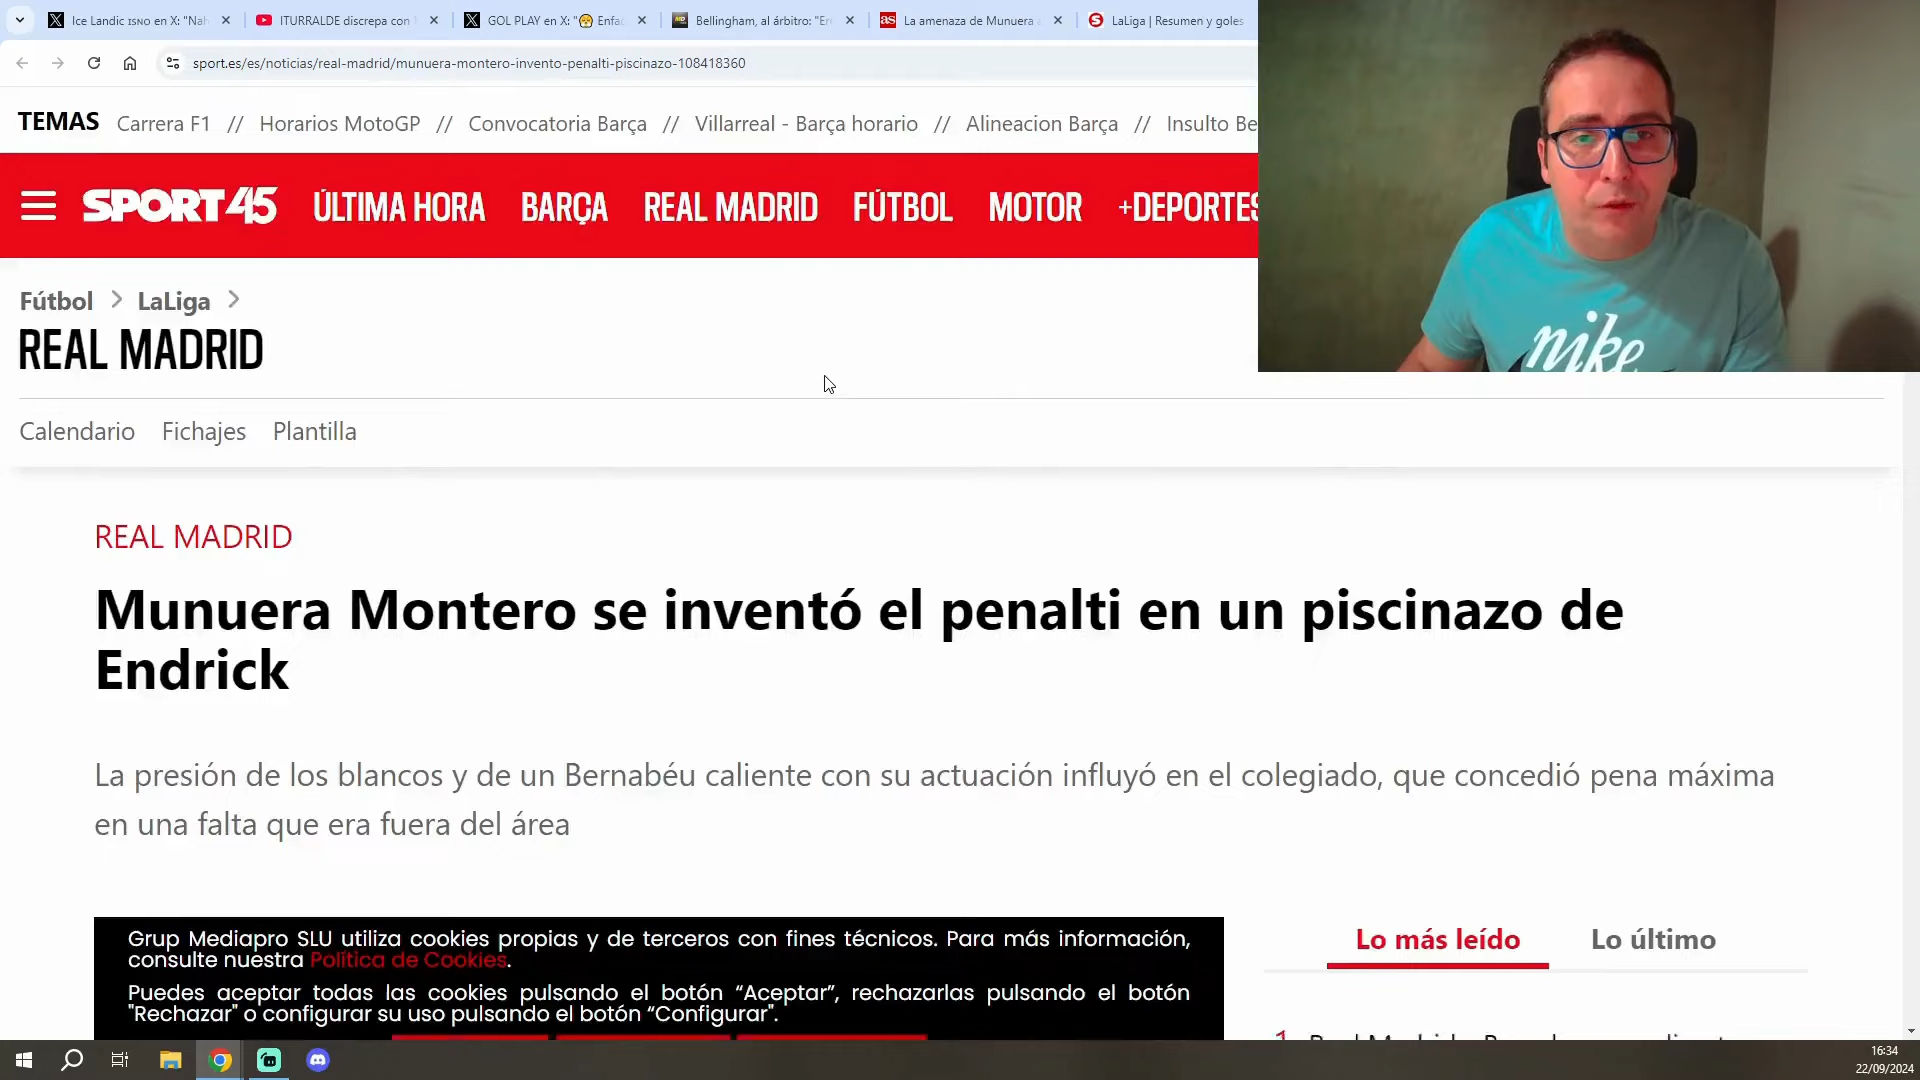 Ice Landic ɪsɴᴏ en X: "Nah
ITURRALDE discrepa con
GOL PLAY en X: "😤 Enfa
Bellingham, al árbitro: "En
as La amenaza de Munuera
LaLiga | Resumen y goles
sport.es/es/noticias/real-madrid/munuera-montero-invento-penalti-piscinazo-108418360
TEMAS Carrera F1 // Horarios MotoGP // Convocatoria Barça // Villarreal - Barça horario // Alineacion Barça // Insulto Be
SPORT 45 ÚLTIMA HORA BARÇA REAL MADRID FÚTBOL MOTOR +DEPORTES
nike
Fútbol > LaLiga >
REAL MADRID
Calendario Fichajes Plantilla
REAL MADRID
Munuera Montero se inventó el penalti en un piscinazo de
Endrick
La presión de los blancos y de un Bernabéu caliente con su actuación influyó en el colegiado, que concedió pena máxima
en una falta que era fuera del área
Grup Mediapro SLU utiliza cookies propias y de terceros con fines técnicos. Para más información,
consulte nuestra Política de Cookies.
Puedes aceptar todas las cookies pulsando el botón “Aceptar”, rechazarlas pulsando el botón
"Rechazar" o configurar su uso pulsando el botón “Configurar".
Lo más leído Lo último
16:34
22/09/2024